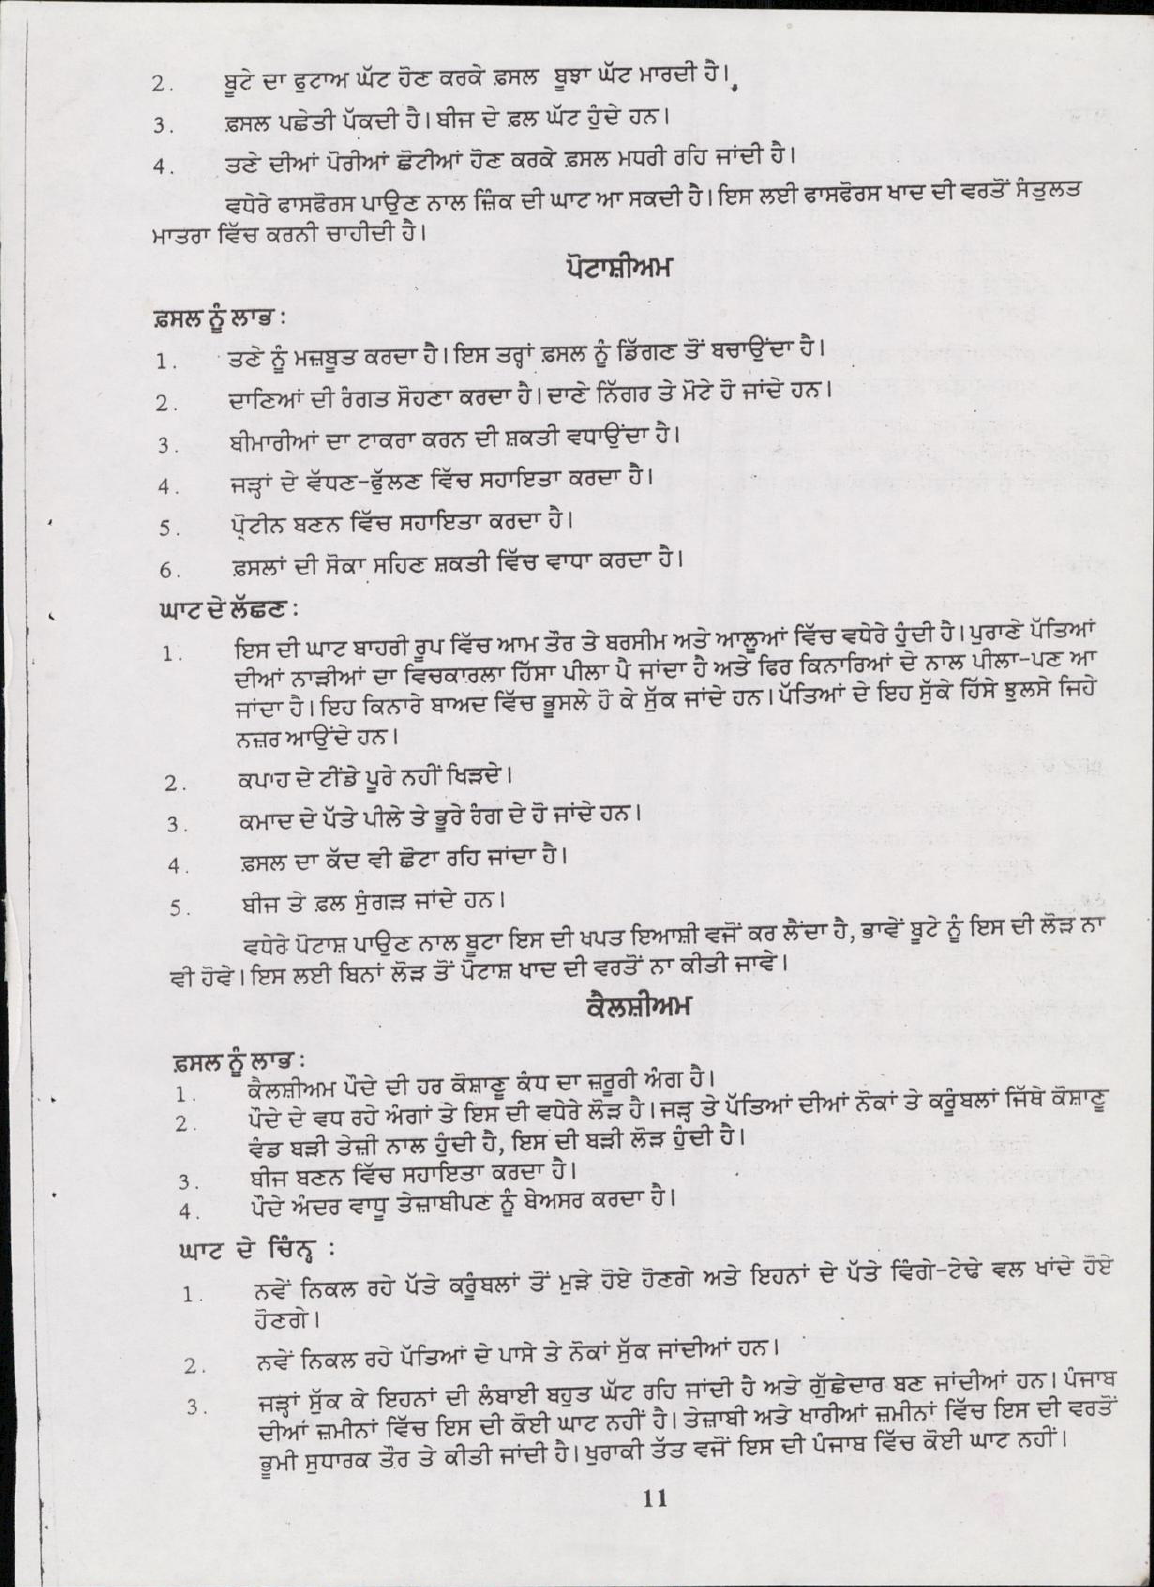 2. ਬੂਟੇ ਦਾ ਫੁਟਾਅ ਘੱਟ ਹੋਣ ਕਰਕੇ ਫ਼ਸਲ ਬੂਝਾ ਘੱਟ ਮਾਰਦੀ ਹੈ।
3. ਫ਼ਸਲ ਪਛੇਤੀ ਪੱਕਦੀ ਹੈ। ਬੀਜ ਦੇ ਫ਼ਲ ਘੱਟ ਹੁੰਦੇ ਹਨ।
4. ਤਣੇ ਦੀਆਂ ਪੋਰੀਆਂ ਛੋਟੀਆਂ ਹੋਣ ਕਰਕੇ ਫ਼ਸਲ ਮਧਰੀ ਰਹਿ ਜਾਂਦੀ ਹੈ।
ਵਧੇਰੇ ਫਾਸਫੋਰਸ ਪਾਉਣ ਨਾਲ ਜ਼ਿੰਕ ਦੀ ਘਾਟ ਆ ਸਕਦੀ ਹੈ। ਇਸ ਲਈ ਫਾਸਫੋਰਸ ਖਾਦ ਦੀ ਵਰਤੋਂ ਸੰਤੁਲਤ
ਮਾਤਰਾ ਵਿੱਚ ਕਰਨੀ ਚਾਹੀਦੀ ਹੈ।
ਪੋਟਾਸ਼ੀਅਮ
ਫ਼ਸਲ ਨੂੰ ਲਾਭ :
1. ਤਣੇ ਨੂੰ ਮਜ਼ਬੂਤ ਕਰਦਾ ਹੈ। ਇਸ ਤਰ੍ਹਾਂ ਫ਼ਸਲ ਨੂੰ ਡਿੱਗਣ ਤੋਂ ਬਚਾਉਂਦਾ ਹੈ।
2. ਦਾਣਿਆਂ ਦੀ ਰੰਗਤ ਸੋਹਣਾ ਕਰਦਾ ਹੈ। ਦਾਣੇ ਨਿੱਗਰ ਤੇ ਮੋਟੇ ਹੋ ਜਾਂਦੇ ਹਨ।
3. ਬੀਮਾਰੀਆਂ ਦਾ ਟਾਕਰਾ ਕਰਨ ਦੀ ਸ਼ਕਤੀ ਵਧਾਉਂਦਾ ਹੈ।
4. ਜੜ੍ਹਾਂ ਦੇ ਵੱਧਣ-ਫੁੱਲਣ ਵਿੱਚ ਸਹਾਇਤਾ ਕਰਦਾ ਹੈ।
5. ਪ੍ਰੋਟੀਨ ਬਣਨ ਵਿੱਚ ਸਹਾਇਤਾ ਕਰਦਾ ਹੈ।
6. ਫ਼ਸਲਾਂ ਦੀ ਸੋਕਾ ਸਹਿਣ ਸ਼ਕਤੀ ਵਿੱਚ ਵਾਧਾ ਕਰਦਾ ਹੈ।
ਘਾਟ ਦੇ ਲੱਛਣ :
1. ਇਸ ਦੀ ਘਾਟ ਬਾਹਰੀ ਰੂਪ ਵਿੱਚ ਆਮ ਤੌਰ ਤੇ ਬਰਸੀਮ ਅਤੇ ਆਲੂਆਂ ਵਿੱਚ ਵਧੇਰੇ ਹੁੰਦੀ ਹੈ। ਪੁਰਾਣੇ ਪੱਤਿਆਂ
ਦੀਆਂ ਨਾੜੀਆਂ ਦਾ ਵਿਚਕਾਰਲਾ ਹਿੱਸਾ ਪੀਲਾ ਪੈ ਜਾਂਦਾ ਹੈ ਅਤੇ ਫਿਰ ਕਿਨਾਰਿਆਂ ਦੇ ਨਾਲ ਪੀਲਾ-ਪਣ ਆ
ਜਾਂਦਾ ਹੈ। ਇਹ ਕਿਨਾਰੇ ਬਾਅਦ ਵਿੱਚ ਭੂਸਲੇ ਹੋ ਕੇ ਸੁੱਕ ਜਾਂਦੇ ਹਨ। ਪੱਤਿਆਂ ਦੇ ਇਹ ਸੁੱਕੇ ਹਿੱਸੇ ਝੁਲਸੇ ਜਿਹੇ
ਨਜ਼ਰ ਆਉਂਦੇ ਹਨ।
2. ਕਪਾਹ ਦੇ ਟੀਂਡੇ ਪੂਰੇ ਨਹੀਂ ਖਿੜਦੇ।
3. ਕਮਾਦ ਦੇ ਪੱਤੇ ਪੀਲੇ ਤੇ ਭੂਰੇ ਰੰਗ ਦੇ ਹੋ ਜਾਂਦੇ ਹਨ।
4. ਫ਼ਸਲ ਦਾ ਕੱਦ ਵੀ ਛੋਟਾ ਰਹਿ ਜਾਂਦਾ ਹੈ।
5. ਬੀਜ ਤੇ ਫ਼ਲ ਸੁੰਗੜ ਜਾਂਦੇ ਹਨ।
ਵਧੇਰੇ ਪੋਟਾਸ਼ ਪਾਉਣ ਨਾਲ ਬੂਟਾ ਇਸ ਦੀ ਖਪਤ ਇਆਸ਼ੀ ਵਜੋਂ ਕਰ ਲੈਂਦਾ ਹੈ, ਭਾਵੇਂ ਬੂਟੇ ਨੂੰ ਇਸ ਦੀ ਲੋੜ ਨਾ
ਵੀ ਹੋਵੇ। ਇਸ ਲਈ ਬਿਨਾਂ ਲੋੜ ਤੋਂ ਪੋਟਾਸ਼ ਖਾਦ ਦੀ ਵਰਤੋਂ ਨਾ ਕੀਤੀ ਜਾਵੇ।
ਕੈਲਸ਼ੀਅਮ
ਫ਼ਸਲ ਨੂੰ ਲਾਭ :
1. ਕੈਲਸ਼ੀਅਮ ਪੌਦੇ ਦੀ ਹਰ ਕੋਸ਼ਾਣੂ ਕੰਧ ਦਾ ਜ਼ਰੂਰੀ ਅੰਗ ਹੈ।
2. ਪੌਦੇ ਦੇ ਵਧ ਰਹੇ ਅੰਗਾਂ ਤੇ ਇਸ ਦੀ ਵਧੇਰੇ ਲੋੜ ਹੈ। ਜੜ੍ਹ ਤੇ ਪੱਤਿਆਂ ਦੀਆਂ ਨੋਕਾਂ ਤੇ ਕਰੂੰਬਲਾਂ ਜਿੱਥੇ ਕੋਸ਼ਾਣੂ
ਵੰਡ ਬੜੀ ਤੇਜ਼ੀ ਨਾਲ ਹੁੰਦੀ ਹੈ, ਇਸ ਦੀ ਬੜੀ ਲੋੜ ਹੁੰਦੀ ਹੈ।
3. ਬੀਜ ਬਣਨ ਵਿੱਚ ਸਹਾਇਤਾ ਕਰਦਾ ਹੈ।
4. ਪੌਦੇ ਅੰਦਰ ਵਾਧੂ ਤੇਜ਼ਾਬੀਪਣ ਨੂੰ ਬੇਅਸਰ ਕਰਦਾ ਹੈ।
ਘਾਟ ਦੇ ਚਿੰਨ੍ਹ :
1. ਨਵੇਂ ਨਿਕਲ ਰਹੇ ਪੱਤੇ ਕਰੂੰਬਲਾਂ ਤੋਂ ਮੁੜੇ ਹੋਏ ਹੋਣਗੇ ਅਤੇ ਇਹਨਾਂ ਦੇ ਪੱਤੇ ਵਿੰਗੇ-ਟੇਢੇ ਵਲ ਖਾਂਦੇ ਹੋਏ
ਹੋਣਗੇ।
2. ਨਵੇਂ ਨਿਕਲ ਰਹੇ ਪੱਤਿਆਂ ਦੇ ਪਾਸੇ ਤੇ ਨੋਕਾਂ ਸੁੱਕ ਜਾਂਦੀਆਂ ਹਨ।
3. ਜੜ੍ਹਾਂ ਸੁੱਕ ਕੇ ਇਹਨਾਂ ਦੀ ਲੰਬਾਈ ਬਹੁਤ ਘੱਟ ਰਹਿ ਜਾਂਦੀ ਹੈ ਅਤੇ ਗੁੱਛੇਦਾਰ ਬਣ ਜਾਂਦੀਆਂ ਹਨ। ਪੰਜਾਬ
ਦੀਆਂ ਜ਼ਮੀਨਾਂ ਵਿੱਚ ਇਸ ਦੀ ਕੋਈ ਘਾਟ ਨਹੀਂ ਹੈ। ਤੇਜ਼ਾਬੀ ਅਤੇ ਖਾਰੀਆਂ ਜ਼ਮੀਨਾਂ ਵਿੱਚ ਇਸ ਦੀ ਵਰਤੋਂ
ਭੂਮੀ ਸੁਧਾਰਕ ਤੌਰ ਤੇ ਕੀਤੀ ਜਾਂਦੀ ਹੈ। ਖੁਰਾਕੀ ਤੱਤ ਵਜੋਂ ਇਸ ਦੀ ਪੰਜਾਬ ਵਿੱਚ ਕੋਈ ਘਾਟ ਨਹੀਂ।
11